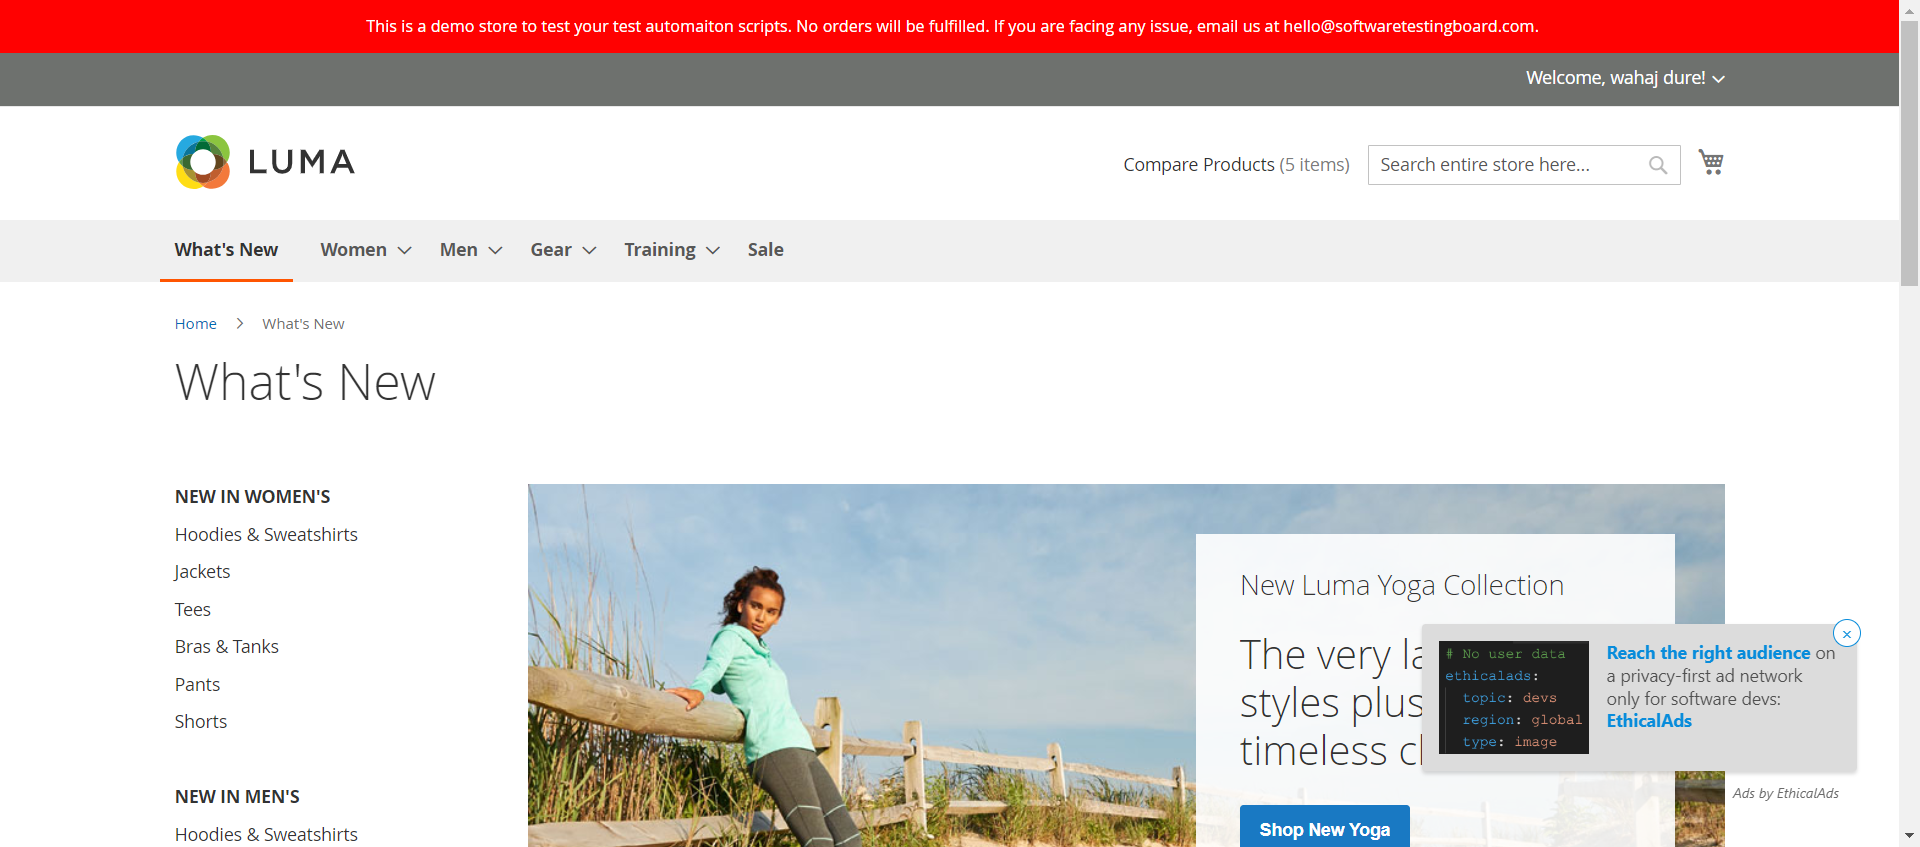 This is a demo store to test your test automaiton scripts. No orders will be fulfilled. If you are facing any issue, email us at hello@softwaretestingboard.com.
Welcome, wahaj dure!
LUMA
Compare Products (5 items)
Search entire store here...
What's New
Women
Men
Gear
Training
Sale
Home
What's New
What's New
NEW IN WOMEN'S
Hoodies & Sweatshirts
Jackets
Tees
Bras & Tanks
Pants
Shorts
NEW IN MEN'S
Hoodies & Sweatshirts
New Luma Yoga Collection
The very
styles plus
timeless
Shop New Yoga
# No user data
ethicalads:
topic: devs
region: global
type: image
Reach the right audience on
a privacy-first ad network
only for software devs:
EthicalAds
Ads by EthicalAds